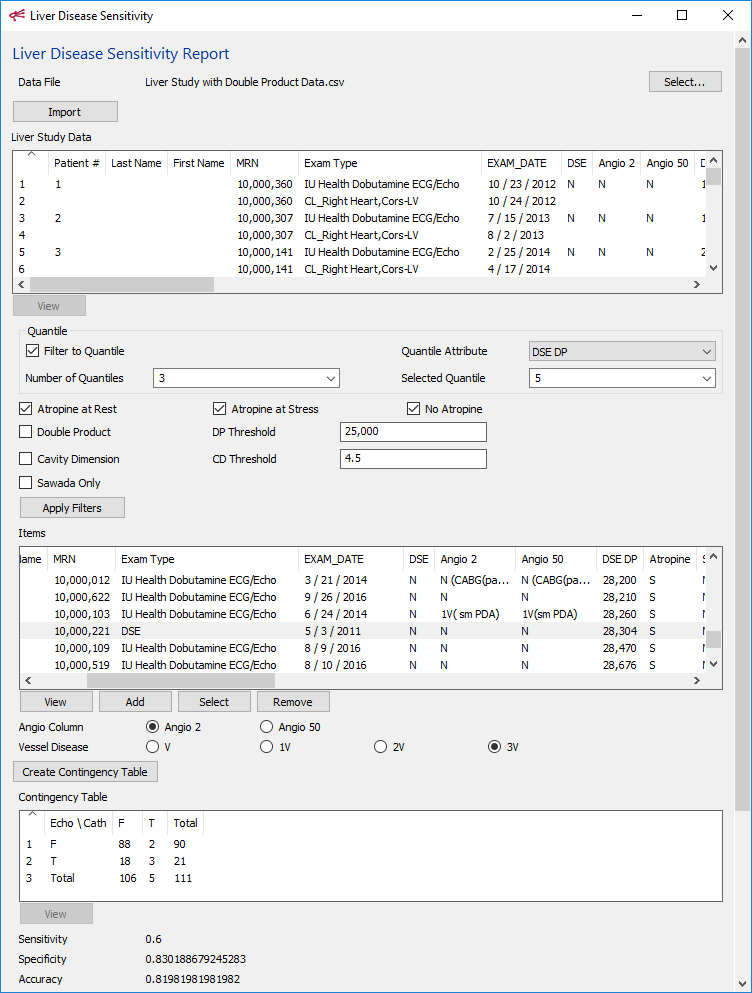 Liver Disease Sensitivity
Liver Disease Sensitivity Report
Data File Liver Study with Double Product Data.csv Select...
Import
Liver Study Data
Patient # Last Name First Name MRN Exam Type EXAM_DATE DSE Angio 2 Angio 50
1 1 10,000,360 IU Health Dobutamine ECG/Echo 10 / 23 / 2012 N N N
2 10,000,360 CL_Right Heart,Cors-LV 10 / 24 / 2012
3 2 10,000,307 IU Health Dobutamine ECG/Echo 7 / 15 / 2013 N N N
4 10,000,307 CL_Right Heart,Cors-LV 8 / 2 / 2013
5 3 10,000,141 IU Health Dobutamine ECG/Echo 2 / 25 / 2014 N N N
6 10,000,141 CL_Right Heart,Cors-LV 4 / 17 / 2014
View
Quantile
Filter to Quantile Quantile Attribute DSE DP
Number of Quantiles 3 Selected Quantile 5
Atropine at Rest Atropine at Stress No Atropine
Double Product DP Threshold 25,000
Cavity Dimension CD Threshold 4.5
Sawada Only
Apply Filters
Items
MRN Exam Type EXAM_DATE DSE Angio 2 Angio 50 DSE DP Atropine
10,000,012 IU Health Dobutamine ECG/Echo 3 / 21 / 2014 N N (CABG(pa... N (CABG(pa... 28,200 S
10,000,622 IU Health Dobutamine ECG/Echo 9 / 26 / 2016 N N N 28,210 S
10,000,103 IU Health Dobutamine ECG/Echo 6 / 24 / 2014 N 1V( sm PDA) 1V(sm PDA) 28,260 S
10,000,221 DSE 5 / 3 / 2011 N N N 28,304 S
10,000,109 IU Health Dobutamine ECG/Echo 8 / 9 / 2016 N N N 28,470 S
10,000,519 IU Health Dobutamine ECG/Echo 8 / 10 / 2016 N N N 28,676 S
View Add Select Remove
Angio Column Angio 2 Angio 50
Vessel Disease V 1V 2V 3V
Create Contingency Table
Contingency Table
Echo \ Cath F T Total
1 F 88 2 90
2 T 18 3 21
3 Total 106 5 111
View
Sensitivity 0.6
Specificity 0.830188679245283
Accuracy 0.81981981981982